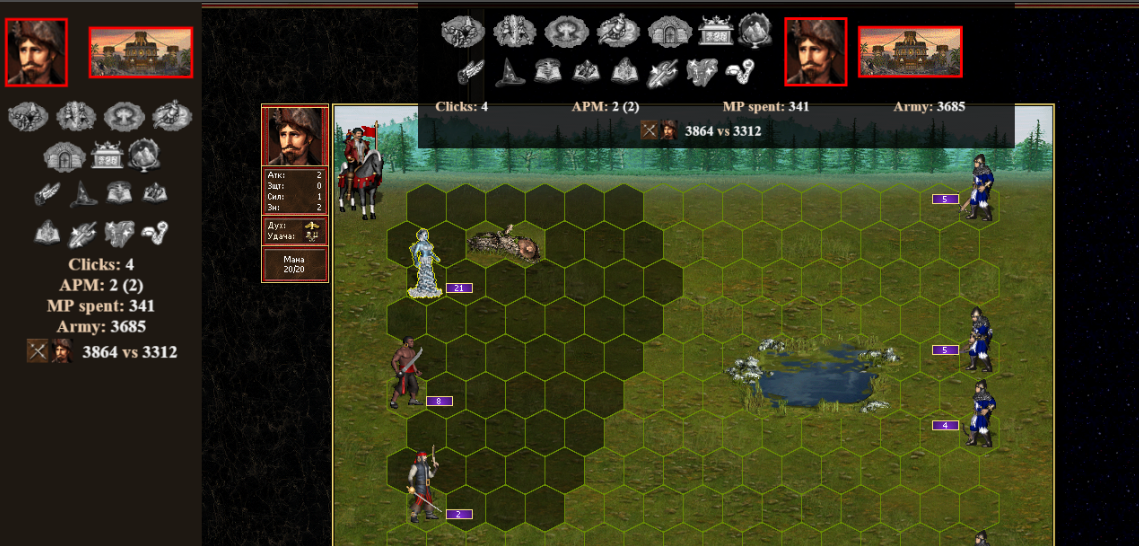 Clicks: 4
APM: 2 (2)
MP spent: 341
Army: 3685
3864 vs 3312
Clicks: 4 APM: 2 (2) MP spent: 341 Army: 3685
3864 vs 3312
Атк: 2
Зщт: 0
Сил: 1
Зн: 2
Дух:
Удача:
Мана
20/20
5
21
5
8
4
2